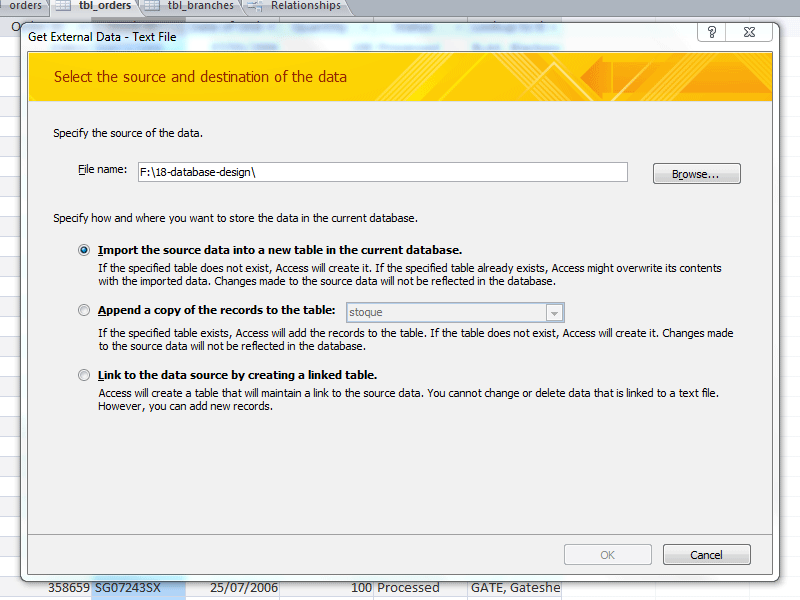 orders tbl_orders tbl_branches Relationships
Get External Data - Text File
Select the source and destination of the data
Specify the source of the data.
File name: F:\18-database-design\ Browse...
Specify how and where you want to store the data in the current database.
Import the source data into a new table in the current database.
If the specified table does not exist, Access will create it. If the specified table already exists, Access might overwrite its contents
with the imported data. Changes made to the source data will not be reflected in the database.
Append a copy of the records to the table: stoque
If the specified table exists, Access will add the records to the table. If the table does not exist, Access will create it. Changes made
to the source data will not be reflected in the database.
Link to the data source by creating a linked table.
Access will create a table that will maintain a link to the source data. You cannot change or delete data that is linked to a text file.
However, you can add new records.
OK Cancel
358659 SG07243SX 25/07/2006 100 Processed GATE, Gateshe